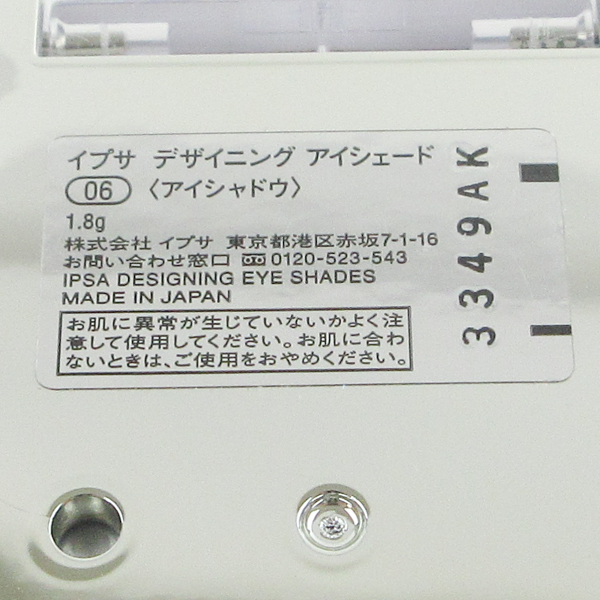 イプサ デザイニング アイシェード
06 〈アイシャドウ〉
1.8g
株式会社 イプサ 東京都港区赤坂7-1-16
お問い合わせ窓口 0120-523-543
IPSA DESIGNING EYE SHADES
MADE IN JAPAN
お肌に異常が生じていないかよく注
意して使用してください。お肌に合わ
ないときは、ご使用をおやめください。
3349AK